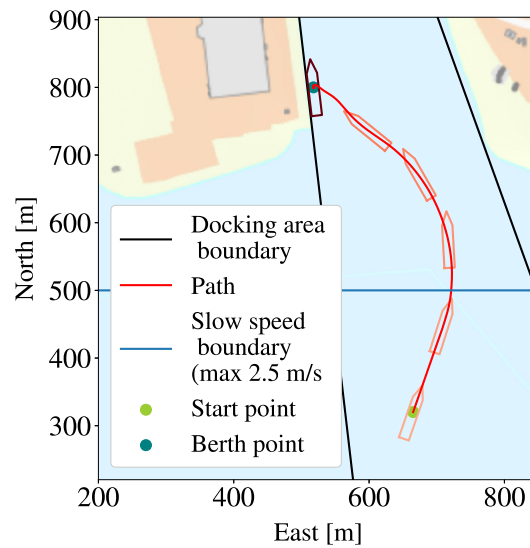 900
800
700
600
500
400
300
North [m]
Docking area
boundary
Path
Slow speed
boundary
(max 2.5 m/s
Start point
Berth point
200
400
600
800
East [m]